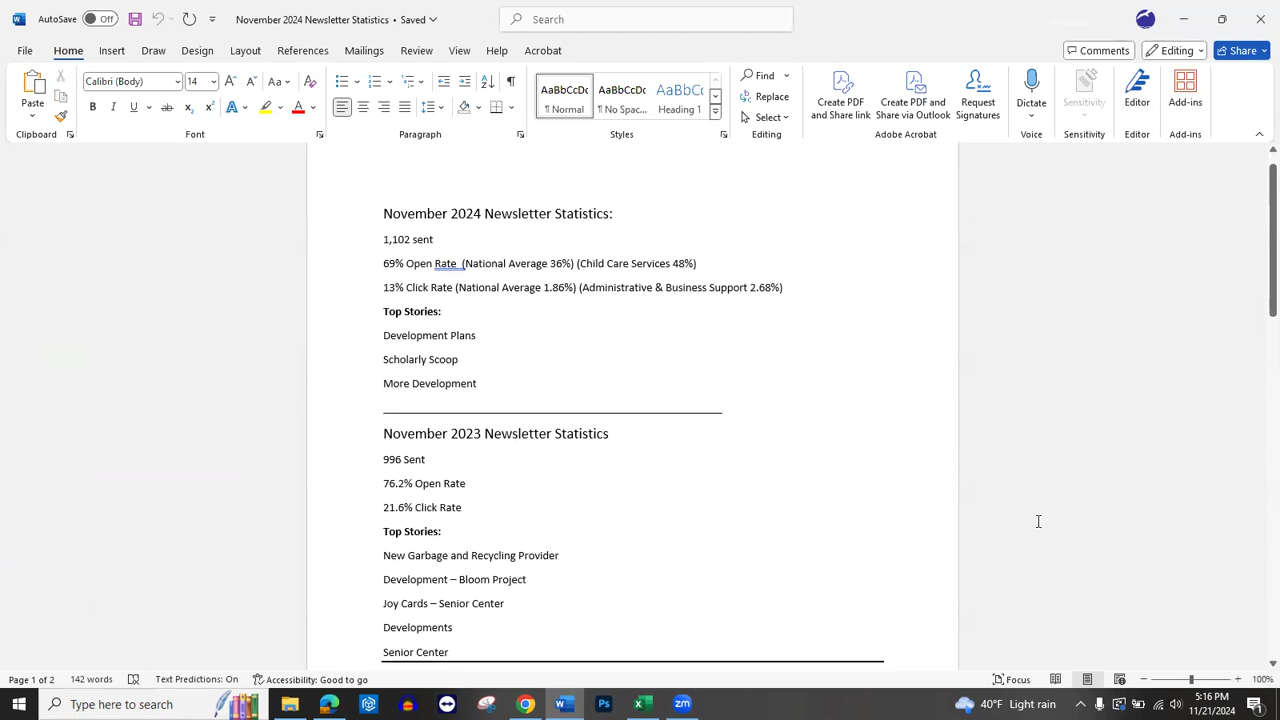 AutoSave Off November 2024 Newsletter Statistics • Saved Search
File Home Insert Draw Design Layout References Mailings Review View Help Acrobat Comments Editing Share
Calibri (Body) 14 Aa
Paste
B I U ab x₂ x² A A
AaBbCcDc AaBbCcDc AaBbCc
¶ Normal ¶ No Spac... Heading 1
Find
Replace
Select
Create PDF and Share link
Create PDF and Share via Outlook
Request Signatures
Dictate
Sensitivity
Editor
Add-ins
Clipboard Font Paragraph Styles Editing Adobe Acrobat Voice Sensitivity Editor Add-ins
November 2024 Newsletter Statistics:
1,102 sent
69% Open Rate (National Average 36%) (Child Care Services 48%)
13% Click Rate (National Average 1.86%) (Administrative & Business Support 2.68%)
Top Stories:
Development Plans
Scholarly Scoop
More Development
November 2023 Newsletter Statistics
996 Sent
76.2% Open Rate
21.6% Click Rate
Top Stories:
New Garbage and Recycling Provider
Development – Bloom Project
Joy Cards – Senior Center
Developments
Senior Center
Page 1 of 2 142 words Text Predictions: On Accessibility: Good to go Focus 100%
Type here to search 40°F Light rain 5:16 PM
11/21/2024